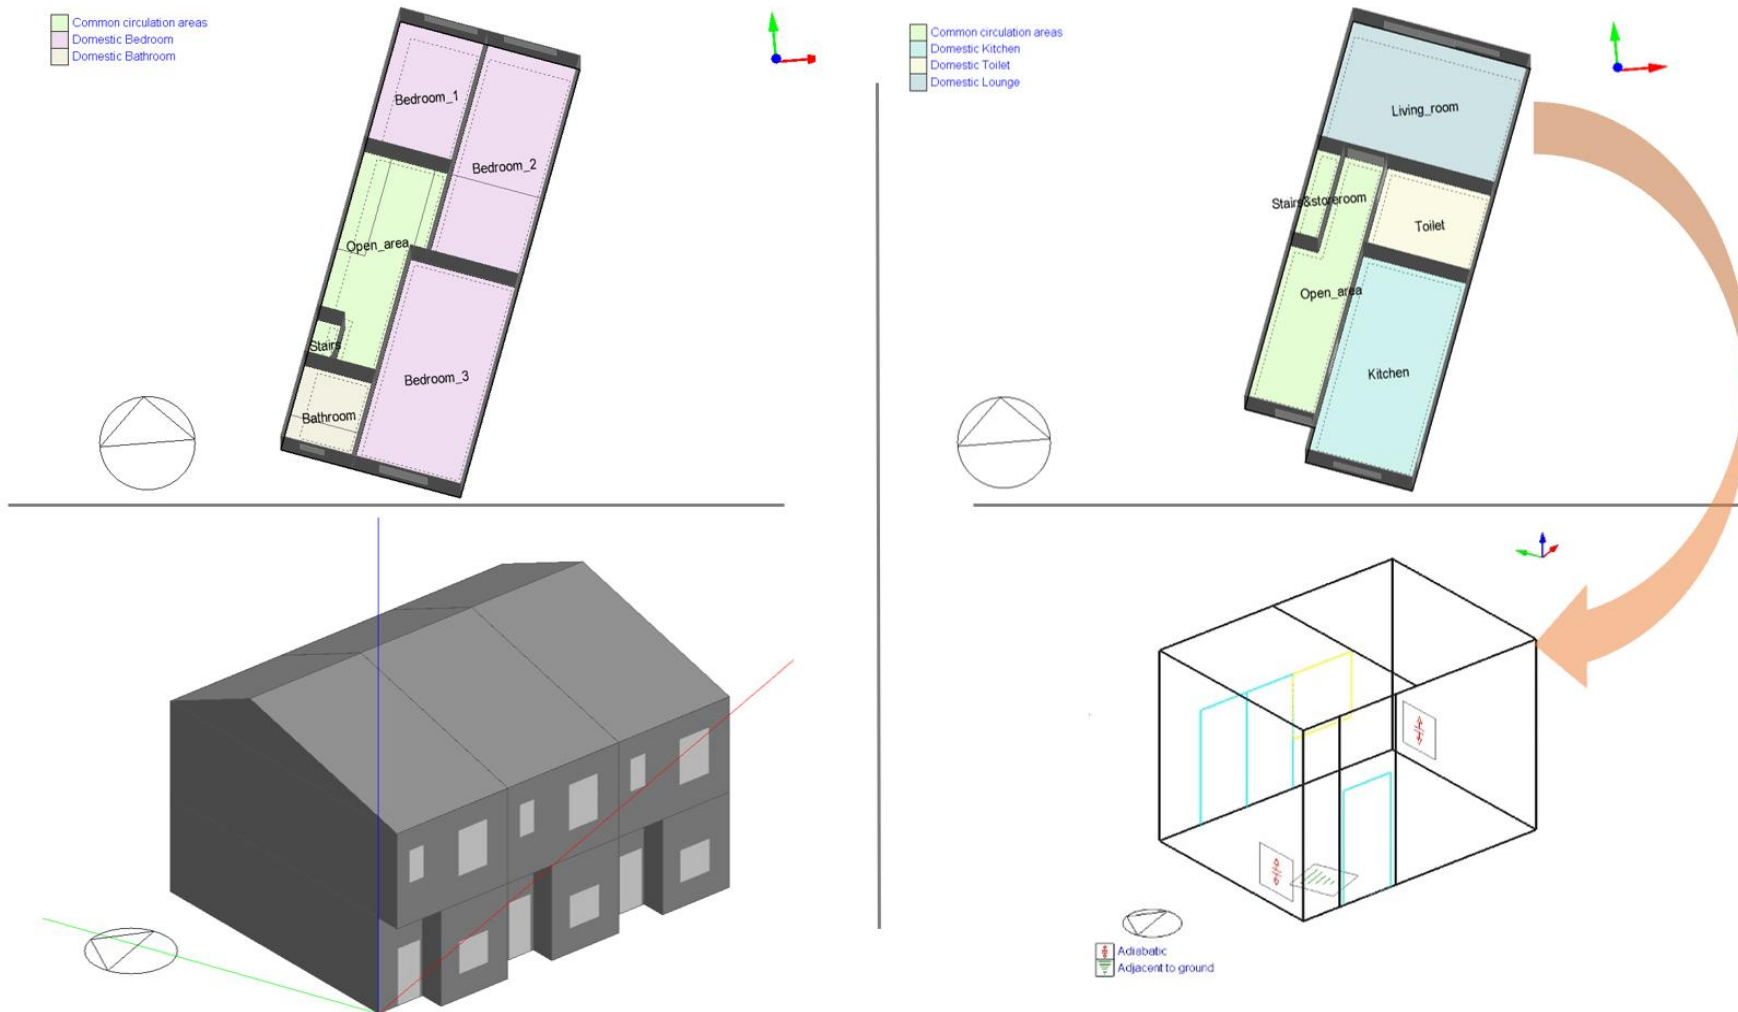 Common circulation areas
Domestic Bedroom
Domestic Bathroom
Bedroom_1
Bedroom_2
Open_area
Stairs
Bedroom_3
Bathroom
Common circulation areas
Domestic Kitchen
Domestic Toilet
Domestic Lounge
Living_room
Stairs&storeroom
Toilet
Open_area
Kitchen
Adiabatic
Adjacent to ground